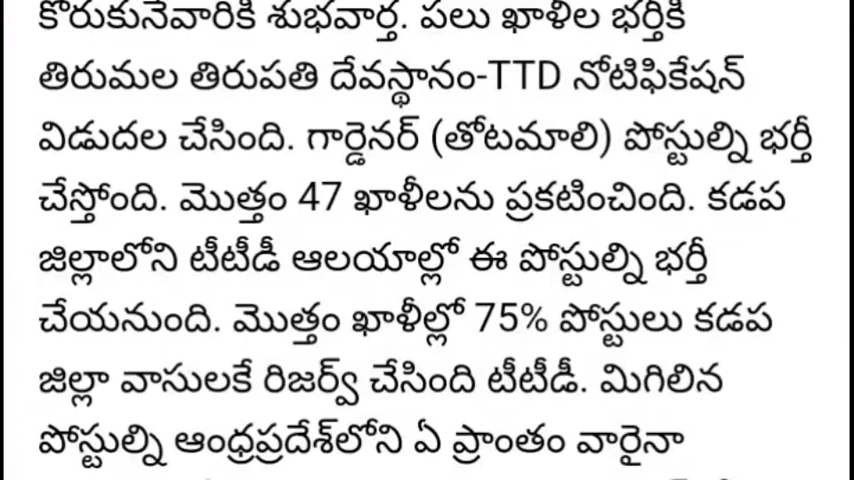 కోరుకునేవారికి శుభవార్త. పలు ఖాళీల భర్తీకి
తిరుమల తిరుపతి దేవస్థానం-TTD నోటిఫికేషన్
విడుదల చేసింది. గార్డెనర్ (తోటమాలి) పోస్టుల్ని భర్తీ
చేస్తోంది. మొత్తం 47 ఖాళీలను ప్రకటించింది. కడప
జిల్లాలోని టీటీడీ ఆలయాల్లో ఈ పోస్టుల్ని భర్తీ
చేయనుంది. మొత్తం ఖాళీల్లో 75% పోస్టులు కడప
జిల్లా వాసులకే రిజర్వ్ చేసింది టీటీడీ. మిగిలిన
పోస్టుల్ని ఆంధ్రప్రదేశ్‌లోని ఏ ప్రాంతం వారైనా